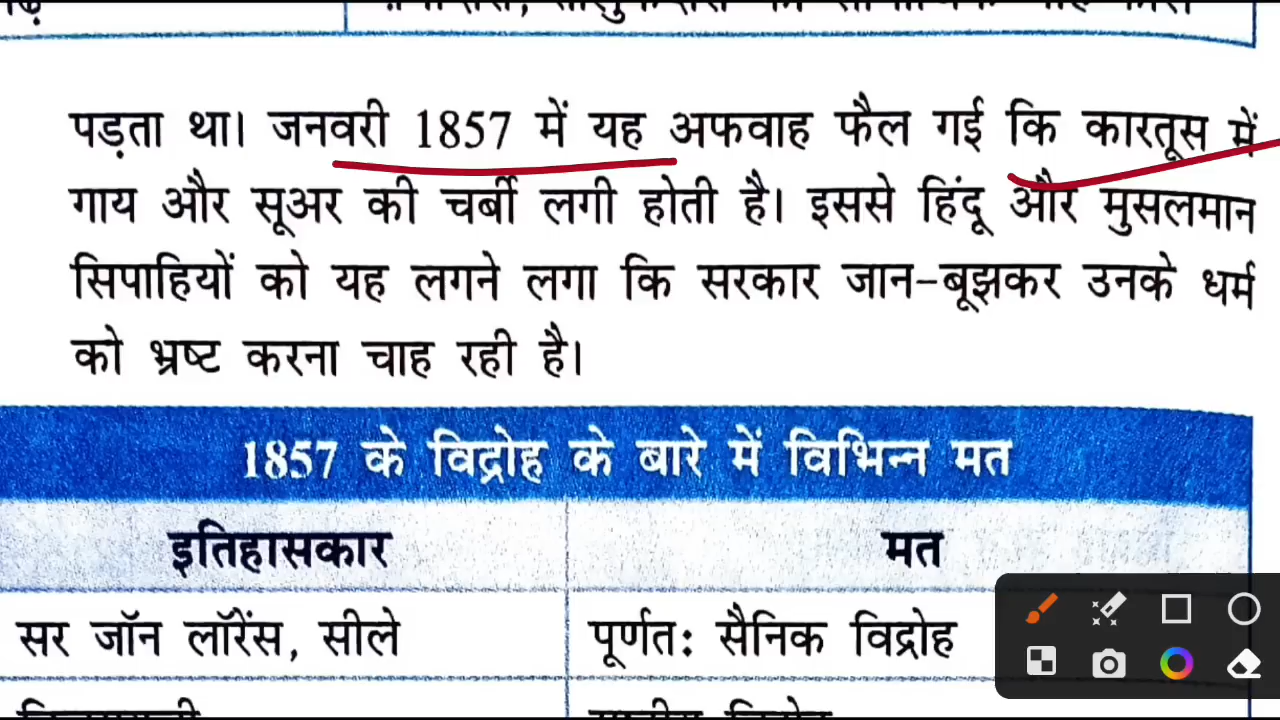 पड़ता था। जनवरी 1857 में यह अफवाह फैल गई कि कारतूस में
गाय और सूअर की चर्बी लगी होती है। इससे हिंदू और मुसलमान
सिपाहियों को यह लगने लगा कि सरकार जान-बूझकर उनके धर्म
को भ्रष्ट करना चाह रही है।
1857 के विद्रोह के बारे में विभिन्न मत
इतिहासकार मत
सर जॉन लॉरेंस, सीले पूर्णतः सैनिक विद्रोह